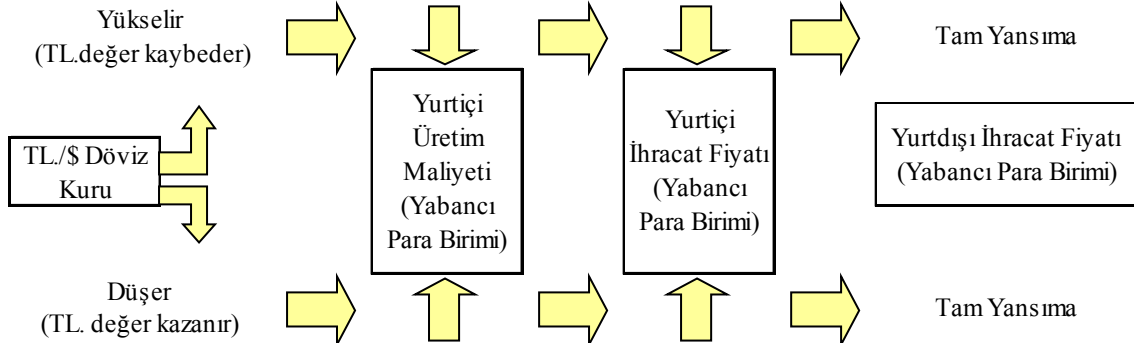 Yükselir
(TL.değer kaybeder)
Tam Yansıma
TL./$ Döviz
Kuru
Yurtiçi
Üretim
Maliyeti
(Yabancı
Para Birimi)
Yurtiçi
İhracat Fiyatı
(Yabancı
Para Birimi)
Yurtdışı İhracat Fiyatı
(Yabancı Para Birimi)
Düşer
(TL. değer kazanır)
Tam Yansıma